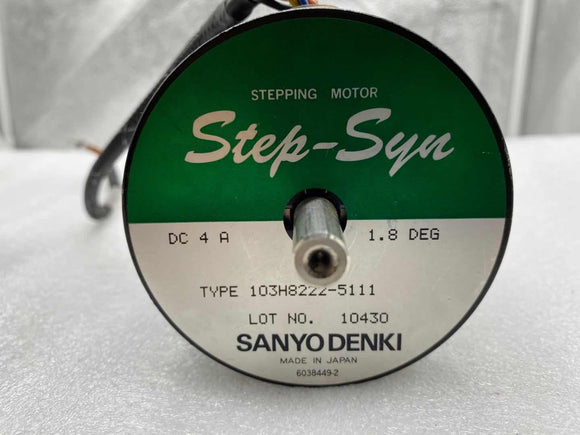 STEPPING MOTOR
Step-Syn
DC 4 A 1.8 DEG
TYPE 103H8222-5111
LOT NO. 10430
SANYO DENKI
MADE IN JAPAN
6038449-2